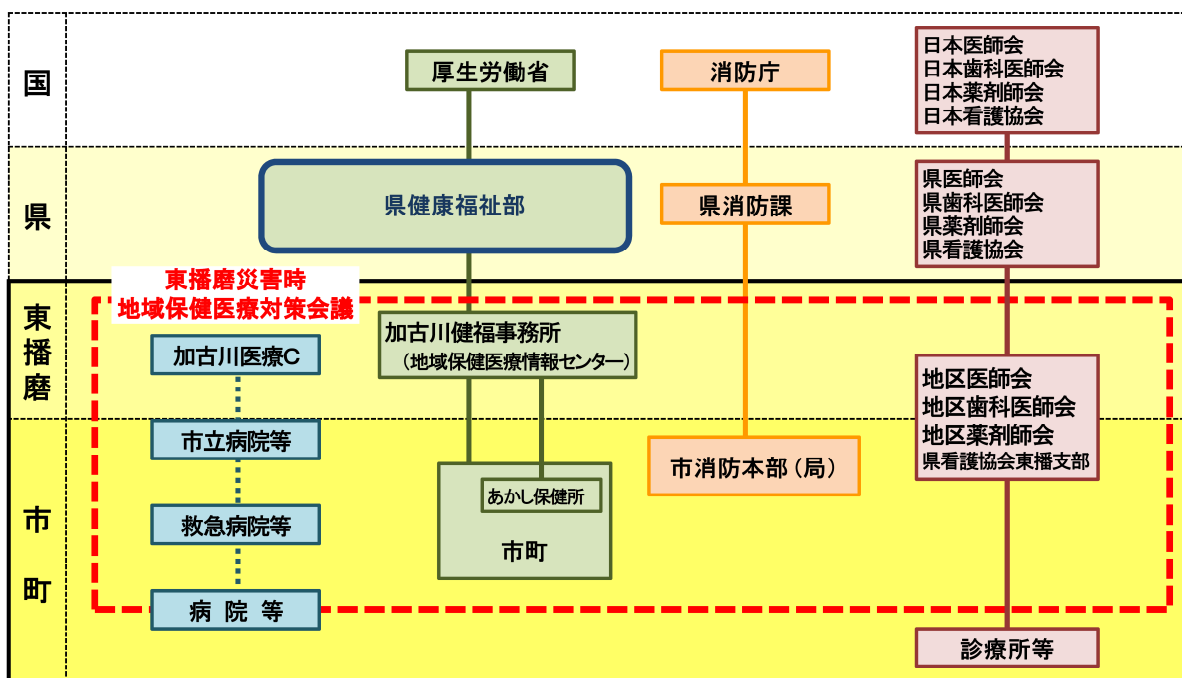 国
厚生労働省
消防庁
日本医師会
日本歯科医師会
日本薬剤師会
日本看護協会
県
県健康福祉部
県消防課
県医師会
県歯科医師会
県薬剤師会
県看護協会
東播磨
東播磨災害時
地域保健医療対策会議
加古川医療C
加古川健福事務所
（地域保健医療情報センター）
地区医師会
地区歯科医師会
地区薬剤師会
県看護協会東播支部
市町
市立病院等
市消防本部（局）
あかし保健所
市町
救急病院等
病院等
診療所等